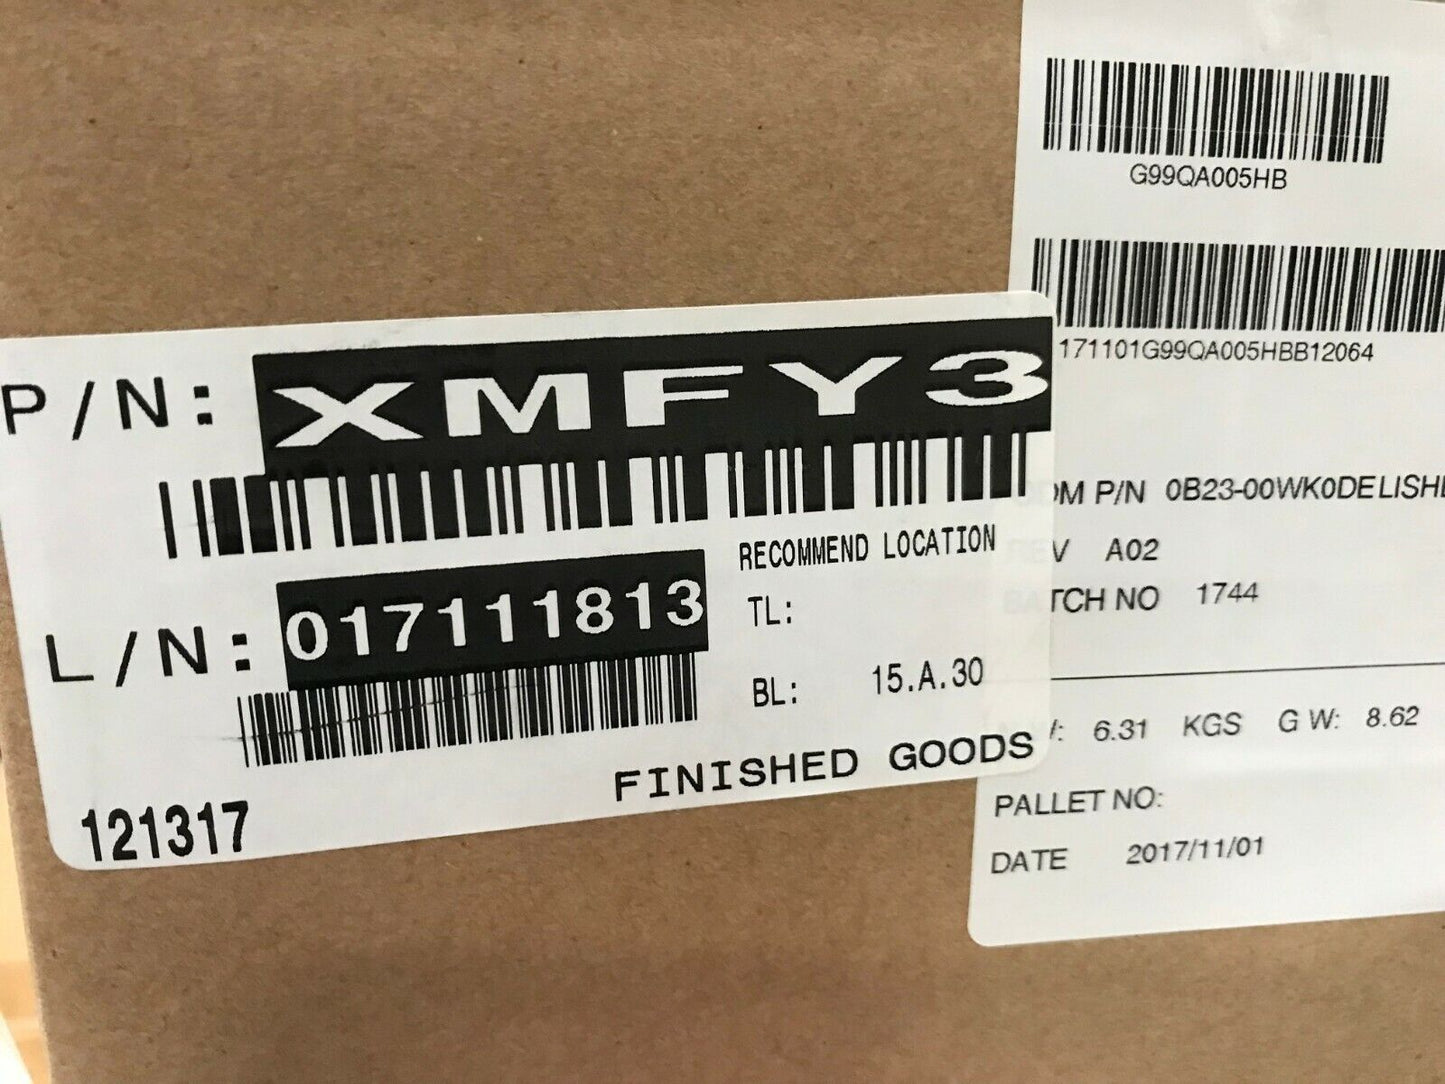 G99QA005HB
171101G99QA005HBB12064
P/N: XMFY3
L/N: 017111813
RECOMMEND LOCATION
TL:
BL: 15.A.30
FINISHED GOODS
121317
P/N 0B23-00WK0DELISH
REV A02
BATCH NO 1744
6.31 KGS G W: 8.62
PALLET NO:
DATE 2017/11/01